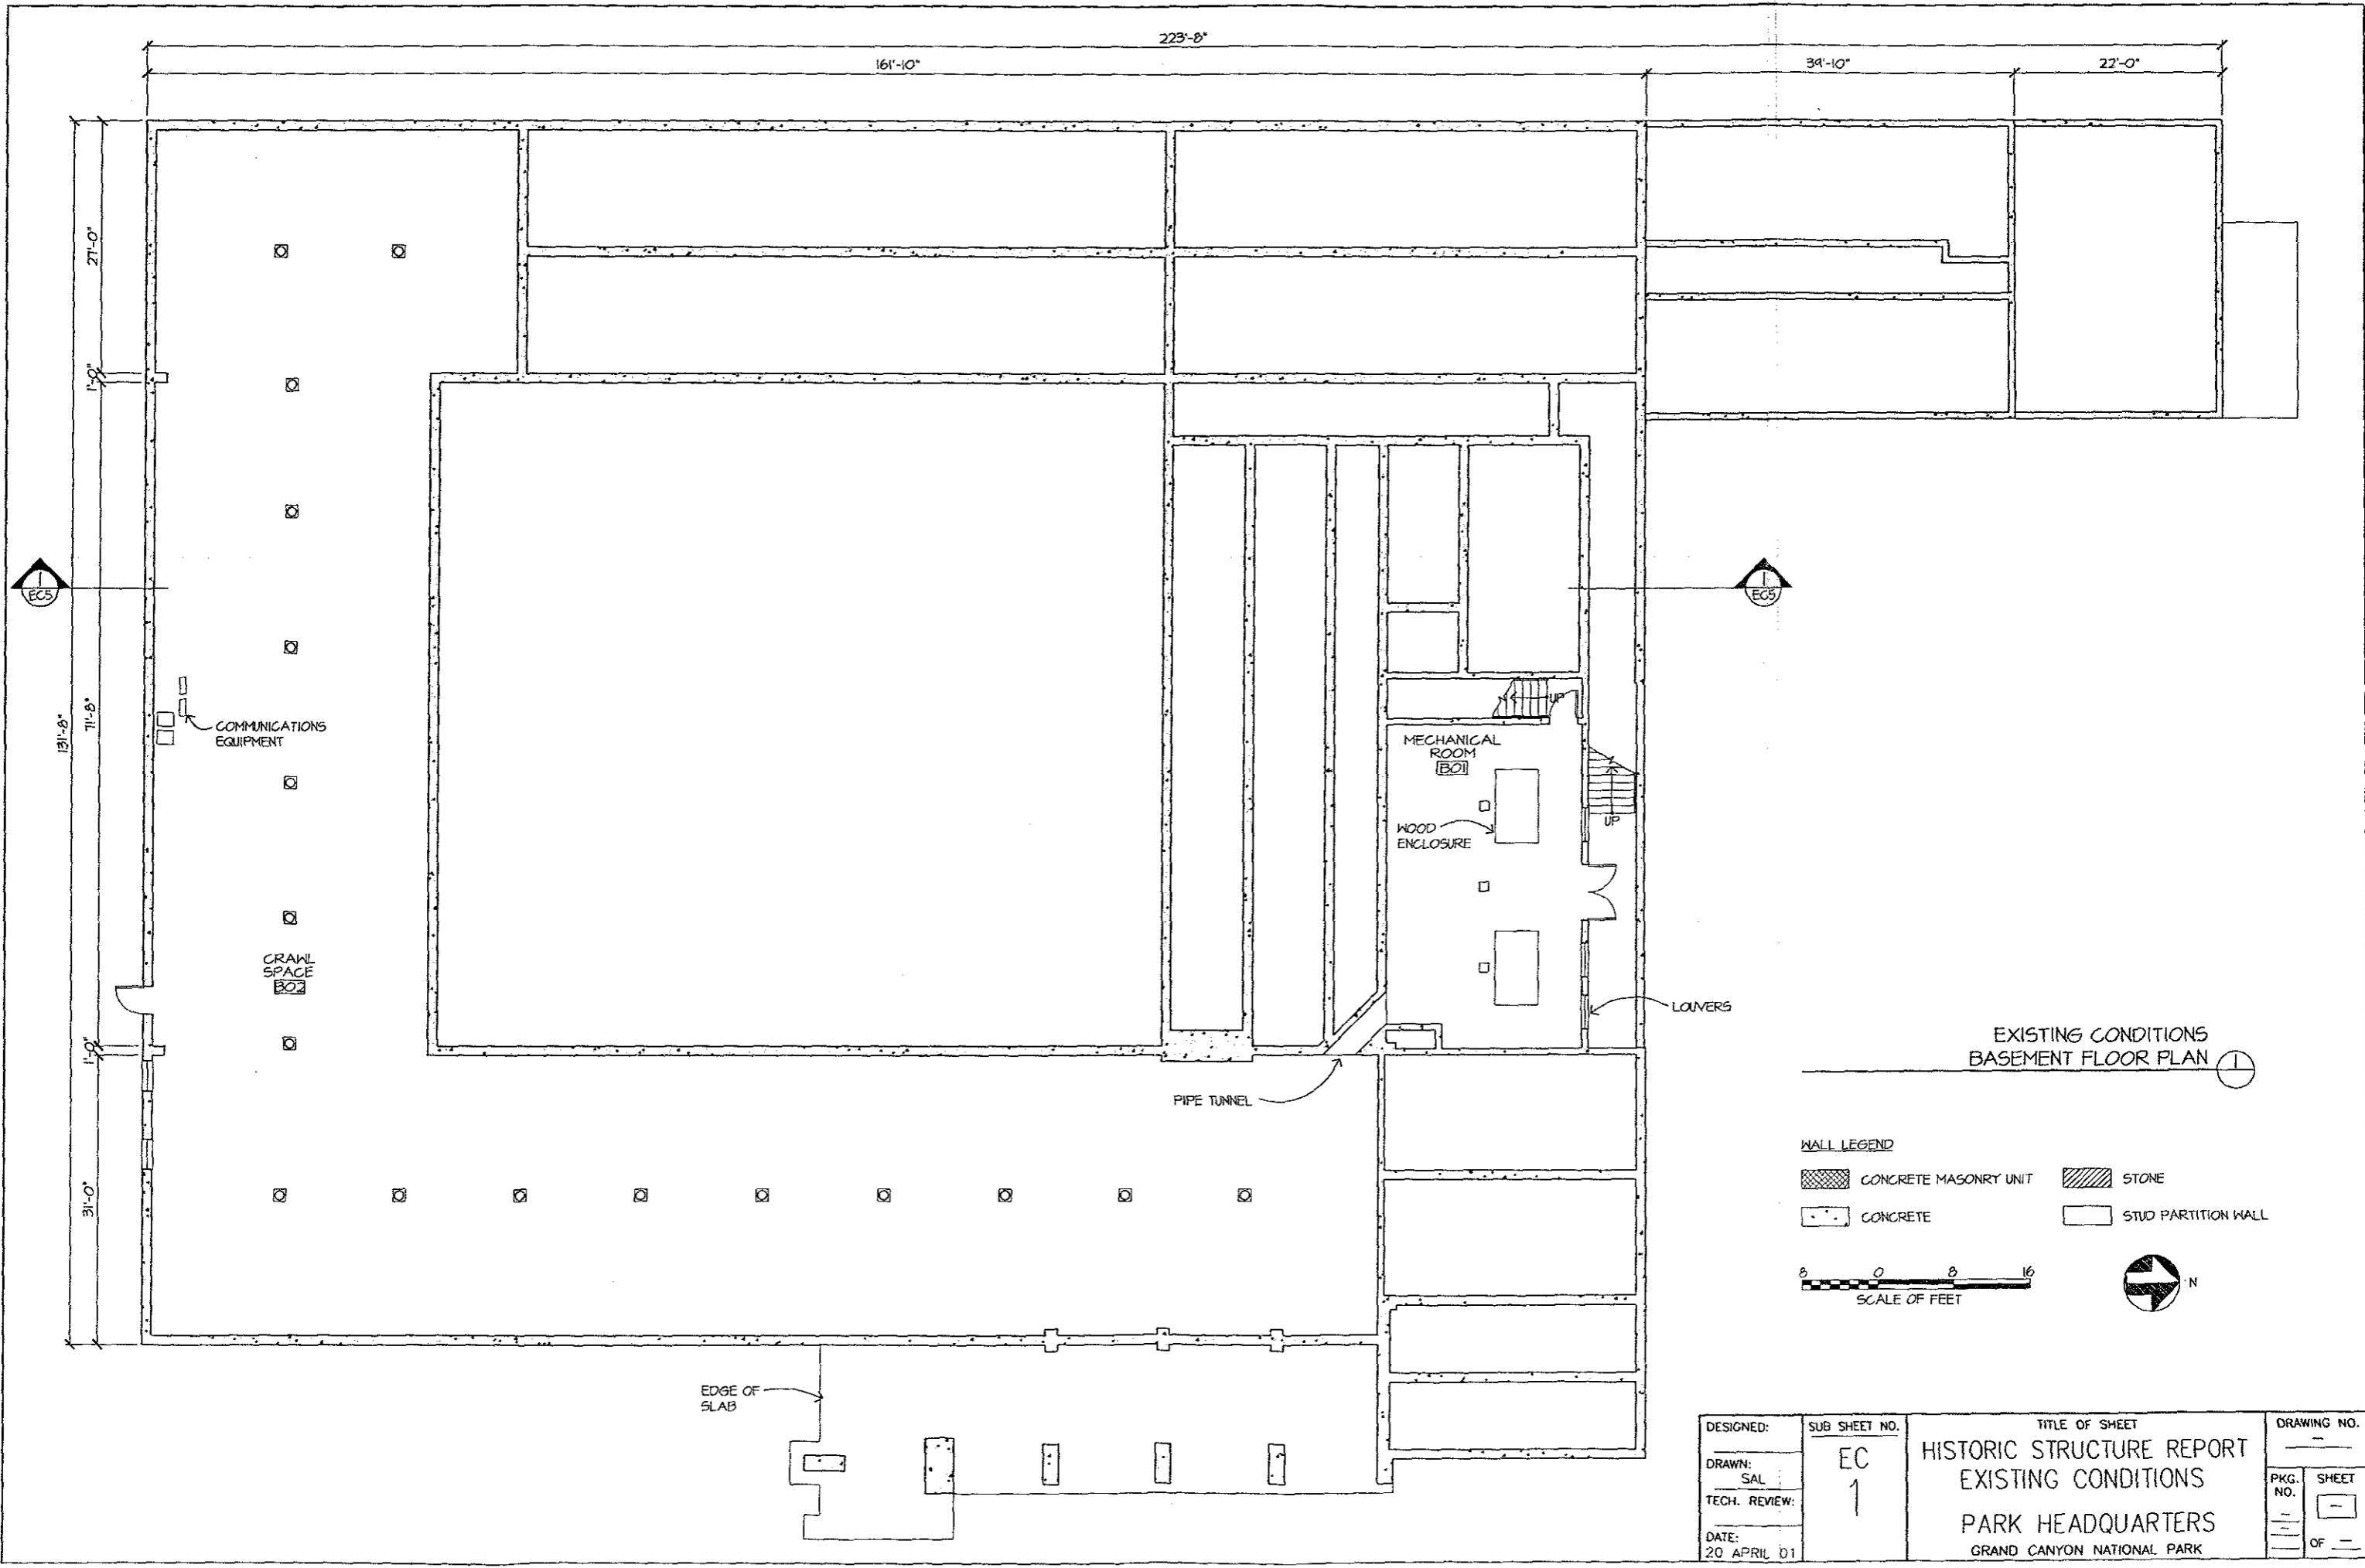 223'-8"
161'-10"
39'-10"
22'-0"
27'-0"
1'-0"
131'-8"
71'-8"
1'-0"
31'-0"
1
EC5
1
EC5
COMMUNICATIONS
EQUIPMENT
UP
MECHANICAL
ROOM
B01
UP
WOOD
ENCLOSURE
CRAWL
SPACE
B02
LOUVERS
PIPE TUNNEL
EDGE OF
SLAB
EXISTING CONDITIONS
BASEMENT FLOOR PLAN
1
WALL LEGEND
CONCRETE MASONRY UNIT
STONE
CONCRETE
STUD PARTITION WALL
8 0 8 16
SCALE OF FEET
N
DESIGNED:
DRAWN:
SAL
TECH. REVIEW:
DATE:
20 APRIL 01
SUB SHEET NO.
EC
1
TITLE OF SHEET
HISTORIC STRUCTURE REPORT
EXISTING CONDITIONS
PARK HEADQUARTERS
GRAND CANYON NATIONAL PARK
DRAWING NO.
-
PKG.
NO.
-
-
SHEET
-
OF -